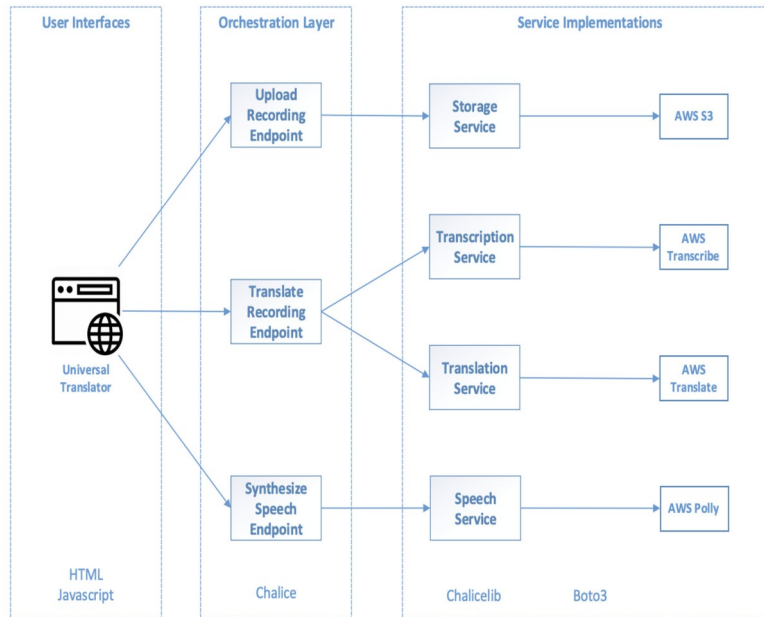 User Interfaces
Orchestration Layer
Service Implementations
Upload
Recording
Endpoint
Storage
Service
AWS S3
Transcription
Service
AWS
Transcribe
Translate
Recording
Endpoint
Universal
Translator
Translation
Service
AWS
Translate
Synthesize
Speech
Endpoint
Speech
Service
AWS Polly
HTML
Javascript
Chalice
Chalicelib
Boto3